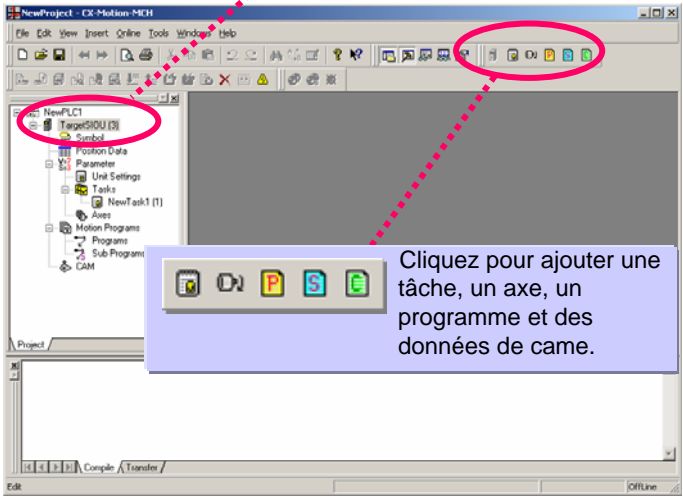 NewProject - CX-Motion-MCH
File Edit View Insert Online Tools Windows Help
NewPLC1
TargetSIOU (3)
Symbol
Position Data
Parameter
Unit Settings
Tasks
NewTask1 (1)
Axes
Motion Programs
Programs
Sub Programs
CAM
P S C
Cliquez pour ajouter une
tâche, un axe, un
programme et des
données de came.
Project
Compile Transfer
Edit OffLine